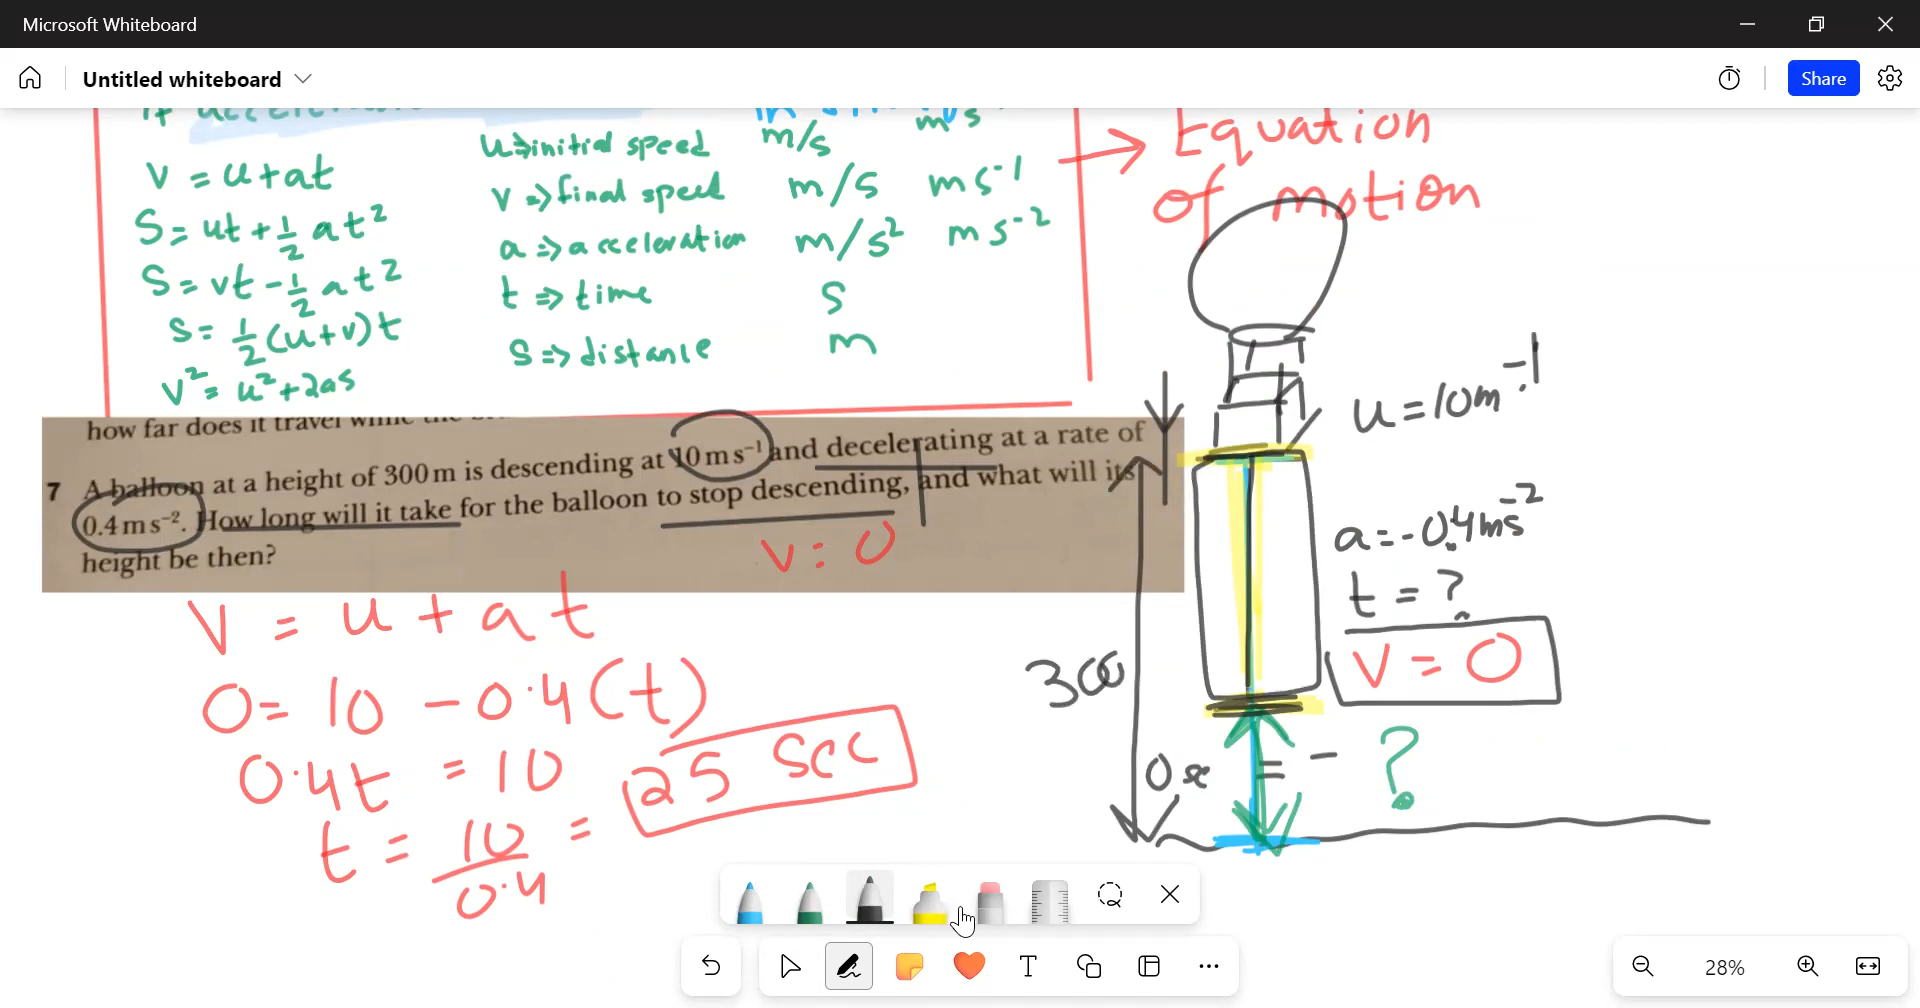 Microsoft Whiteboard
Untitled whiteboard
Share
If
Equation
of motion
v = u + at
S = ut + 1/2 at²
S = vt - 1/2 at²
S = 1/2 (u+v)t
v² = u² + 2as
u => initial speed m/s
v => final speed m/s ms-1
a => acceleration m/s² ms-2
t => time s
s => distance m
how far does it travel while the
7 A balloon at a height of 300 m is descending at 10 m s⁻¹ and decelerating at a rate of
0.4 m s⁻². How long will it take for the balloon to stop descending, and what will its
height be then?
v = 0
V = u + a t
0 = 10 - 0.4(t)
0.4t = 10
t = 10/0.4 = 25 Sec
u = 10m-1
a = -0.4ms-2
t = ?
V = 0
300
= - ?
28%